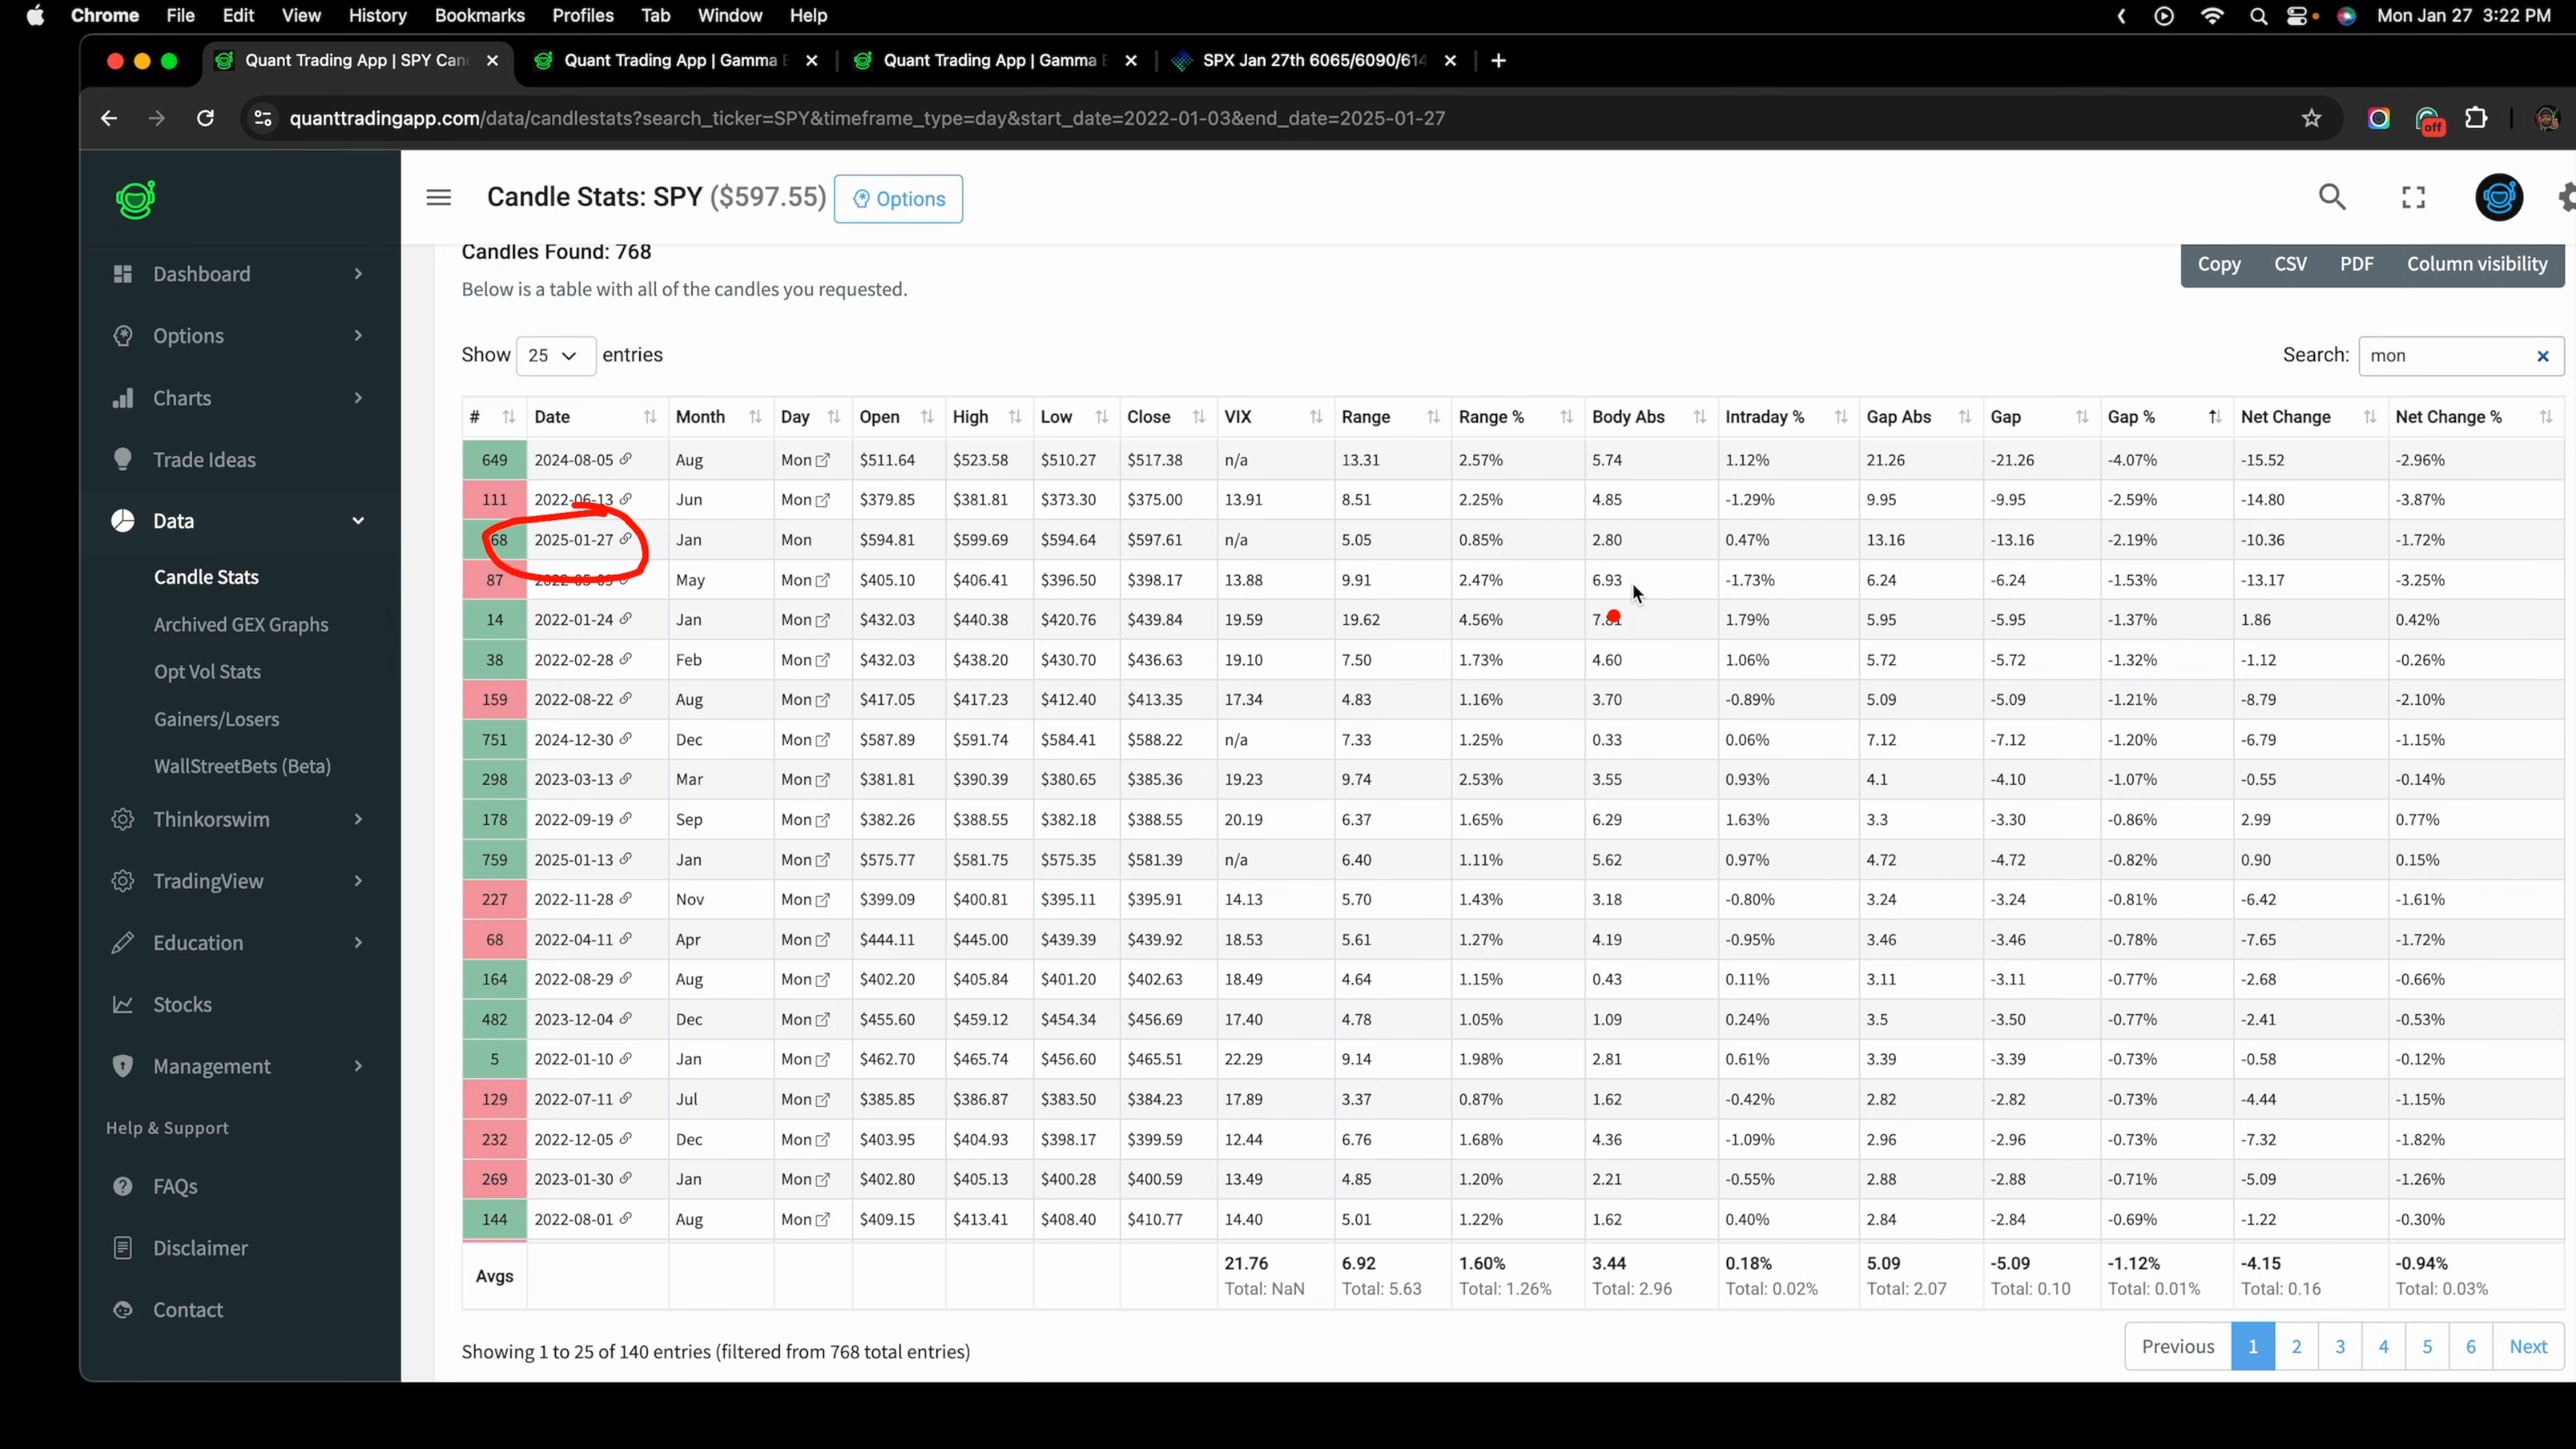 Chrome File Edit View History Bookmarks Profiles Tab Window Help Mon Jan 27 3:22 PM
Quant Trading App | SPY Can Quant Trading App | Gamma E Quant Trading App | Gamma E SPX Jan 27th 6065/6090/614
quanttradingapp.com/data/candlestats?search_ticker=SPY&timeframe_type=day&start_date=2022-01-03&end_date=2025-01-27
off
Candle Stats: SPY ($597.55) Options
Dashboard
Options
Charts
Trade Ideas
Data
Candle Stats
Archived GEX Graphs
Opt Vol Stats
Gainers/Losers
WallStreetBets (Beta)
Thinkorswim
TradingView
Education
Stocks
Management
Help & Support
FAQs
Disclaimer
Contact
Candles Found: 768
Below is a table with all of the candles you requested.
Copy CSV PDF Column visibility
Show 25 entries
Search: mon
# Date Month Day Open High Low Close VIX Range Range % Body Abs Intraday % Gap Abs Gap Gap % Net Change Net Change %
649 2024-08-05 Aug Mon $511.64 $523.58 $510.27 $517.38 n/a 13.31 2.57% 5.74 1.12% 21.26 -21.26 -4.07% -15.52 -2.96%
111 2022-06-13 Jun Mon $379.85 $381.81 $373.30 $375.00 13.91 8.51 2.25% 4.85 -1.29% 9.95 -9.95 -2.59% -14.80 -3.87%
68 2025-01-27 Jan Mon $594.81 $599.69 $594.64 $597.61 n/a 5.05 0.85% 2.80 0.47% 13.16 -13.16 -2.19% -10.36 -1.72%
87 2022-05-09 May Mon $405.10 $406.41 $396.50 $398.17 13.88 9.91 2.47% 6.93 -1.73% 6.24 -6.24 -1.53% -13.17 -3.25%
14 2022-01-24 Jan Mon $432.03 $440.38 $420.76 $439.84 19.59 19.62 4.56% 7.81 1.79% 5.95 -5.95 -1.37% 1.86 0.42%
38 2022-02-28 Feb Mon $432.03 $438.20 $430.70 $436.63 19.10 7.50 1.73% 4.60 1.06% 5.72 -5.72 -1.32% -1.12 -0.26%
159 2022-08-22 Aug Mon $417.05 $417.23 $412.40 $413.35 17.34 4.83 1.16% 3.70 -0.89% 5.09 -5.09 -1.21% -8.79 -2.10%
751 2024-12-30 Dec Mon $587.89 $591.74 $584.41 $588.22 n/a 7.33 1.25% 0.33 0.06% 7.12 -7.12 -1.20% -6.79 -1.15%
298 2023-03-13 Mar Mon $381.81 $390.39 $380.65 $385.36 19.23 9.74 2.53% 3.55 0.93% 4.1 -4.10 -1.07% -0.55 -0.14%
178 2022-09-19 Sep Mon $382.26 $388.55 $382.18 $388.55 20.19 6.37 1.65% 6.29 1.63% 3.3 -3.30 -0.86% 2.99 0.77%
759 2025-01-13 Jan Mon $575.77 $581.75 $575.35 $581.39 n/a 6.40 1.11% 5.62 0.97% 4.72 -4.72 -0.82% 0.90 0.15%
227 2022-11-28 Nov Mon $399.09 $400.81 $395.11 $395.91 14.13 5.70 1.43% 3.18 -0.80% 3.24 -3.24 -0.81% -6.42 -1.61%
68 2022-04-11 Apr Mon $444.11 $445.00 $439.39 $439.92 18.53 5.61 1.27% 4.19 -0.95% 3.46 -3.46 -0.78% -7.65 -1.72%
164 2022-08-29 Aug Mon $402.20 $405.84 $401.20 $402.63 18.49 4.64 1.15% 0.43 0.11% 3.11 -3.11 -0.77% -2.68 -0.66%
482 2023-12-04 Dec Mon $455.60 $459.12 $454.34 $456.69 17.40 4.78 1.05% 1.09 0.24% 3.5 -3.50 -0.77% -2.41 -0.53%
5 2022-01-10 Jan Mon $462.70 $465.74 $456.60 $465.51 22.29 9.14 1.98% 2.81 0.61% 3.39 -3.39 -0.73% -0.58 -0.12%
129 2022-07-11 Jul Mon $385.85 $386.87 $383.50 $384.23 17.89 3.37 0.87% 1.62 -0.42% 2.82 -2.82 -0.73% -4.44 -1.15%
232 2022-12-05 Dec Mon $403.95 $404.93 $398.17 $399.59 12.44 6.76 1.68% 4.36 -1.09% 2.96 -2.96 -0.73% -7.32 -1.82%
269 2023-01-30 Jan Mon $402.80 $405.13 $400.28 $400.59 13.49 4.85 1.20% 2.21 -0.55% 2.88 -2.88 -0.71% -5.09 -1.26%
144 2022-08-01 Aug Mon $409.15 $413.41 $408.40 $410.77 14.40 5.01 1.22% 1.62 0.40% 2.84 -2.84 -0.69% -1.22 -0.30%
Avgs 21.76 6.92 1.60% 3.44 0.18% 5.09 -5.09 -1.12% -4.15 -0.94%
Total: NaN Total: 5.63 Total: 1.26% Total: 2.96 Total: 0.02% Total: 2.07 Total: 0.10 Total: 0.01% Total: 0.16 Total: 0.03%
Showing 1 to 25 of 140 entries (filtered from 768 total entries)
Previous 1 2 3 4 5 6 Next